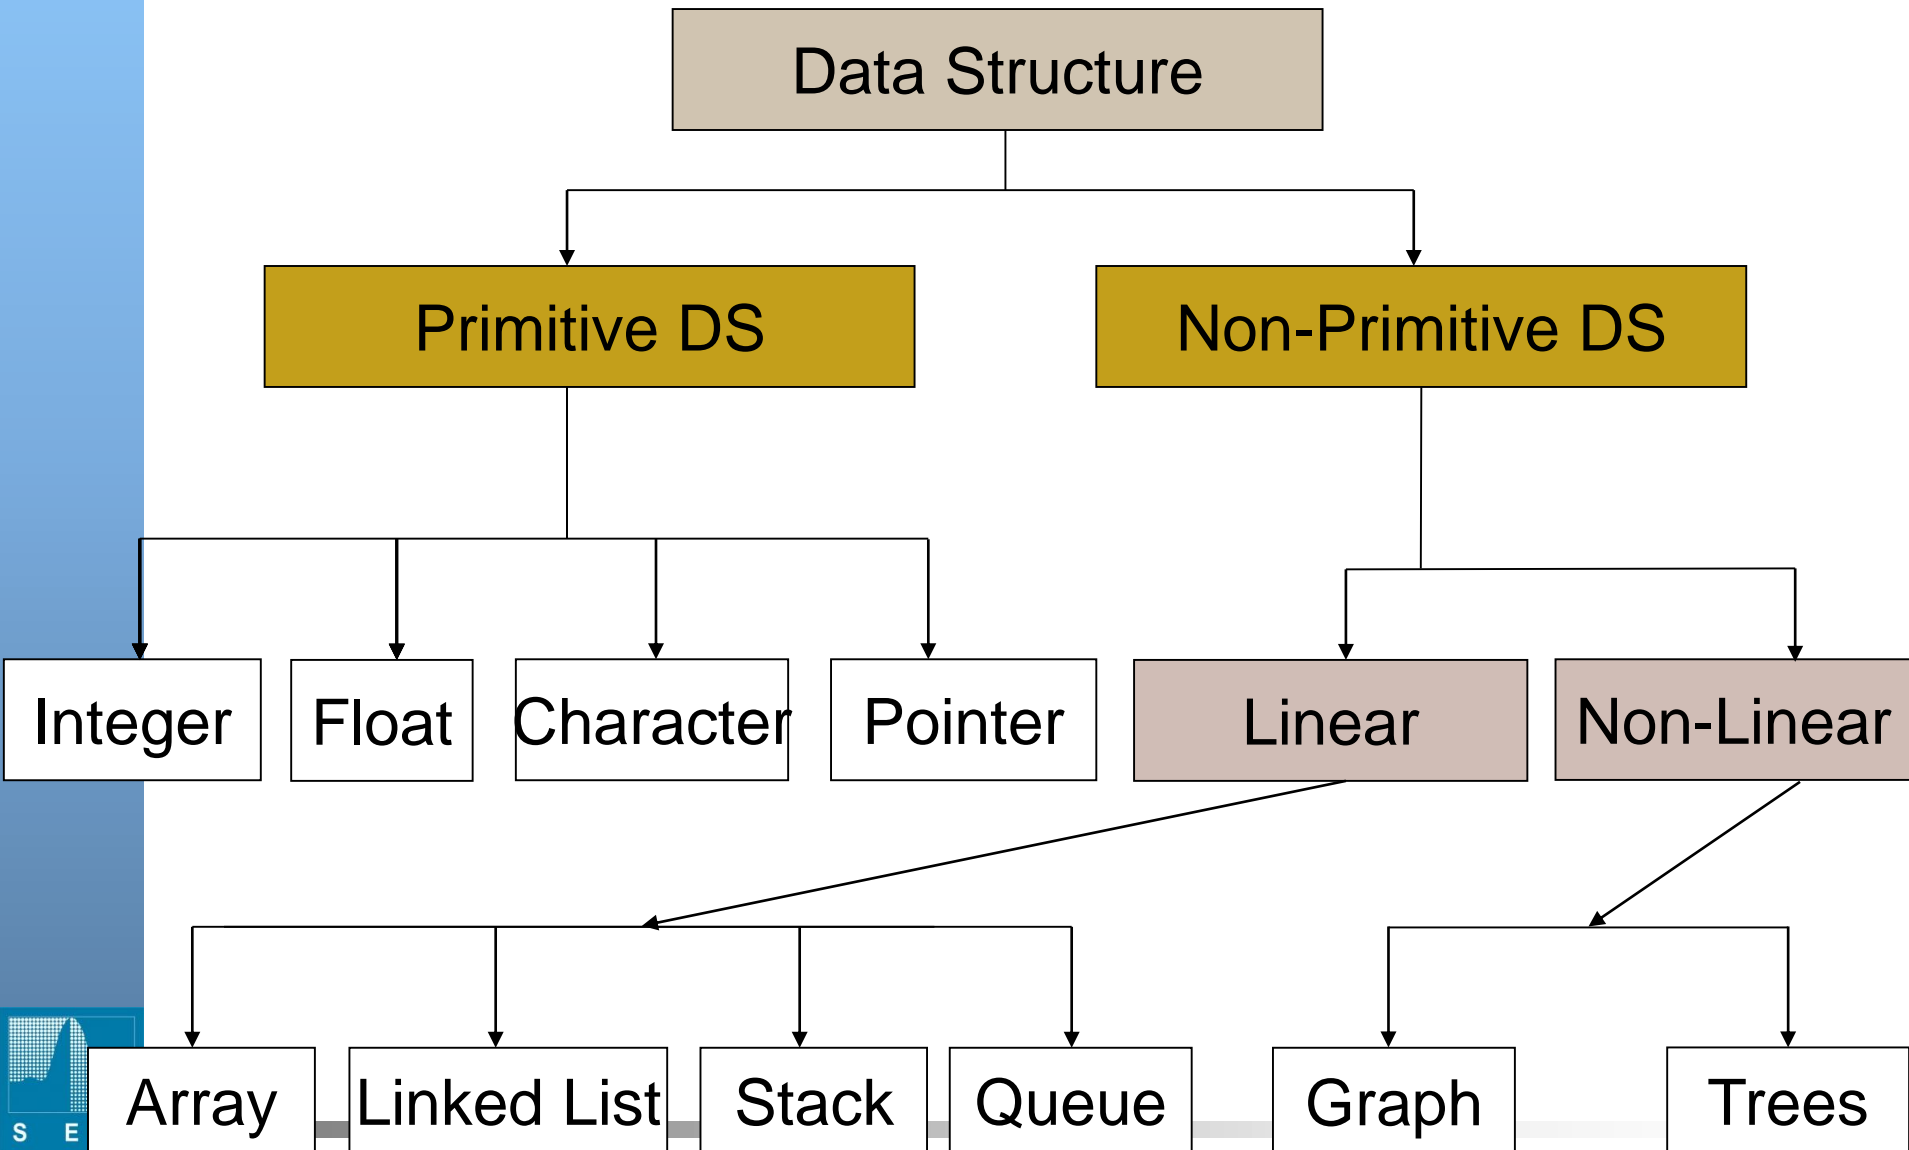 Data Structure
Primitive DS
Non-Primitive DS
Integer
Float
Character
Pointer
Linear
Non-Linear
Array
Linked List
Stack
Queue
Graph
Trees
S E